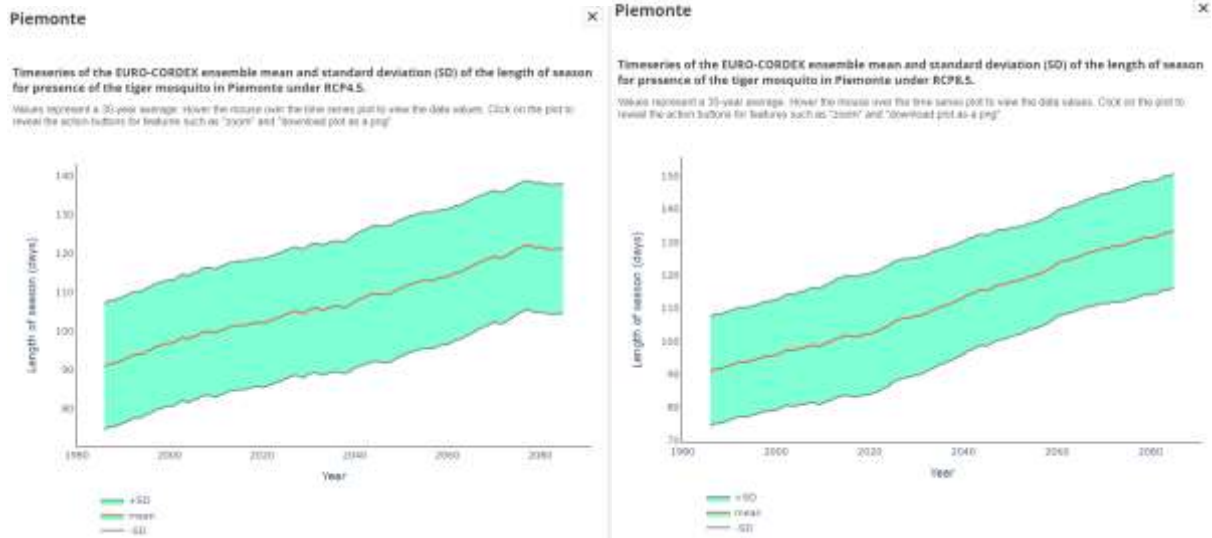 Piemonte
×
Timeseries of the EURO-CORDEX ensemble mean and standard deviation (SD) of the length of season
for presence of the tiger mosquito in Piemonte under RCP4.5.
Values represent a 30-year average. Hover the mouse over the time series plot to view the data values. Click on the plot to
reveal the action buttons for features such as "zoom" and "download plot as a png"
140
130
120
110
100
90
80
Length of season (days)
1980 2000 2020 2040 2060 2080
Year
+SD
mean
-SD
Piemonte
×
Timeseries of the EURO-CORDEX ensemble mean and standard deviation (SD) of the length of season
for presence of the tiger mosquito in Piemonte under RCP8.5.
Values represent a 30-year average. Hover the mouse over the time series plot to view the data values. Click on the plot to
reveal the action buttons for features such as "zoom" and "download plot as a png"
150
140
130
120
110
100
90
80
70
Length of season (days)
1980 2000 2020 2040 2060 2080
Year
+SD
mean
-SD